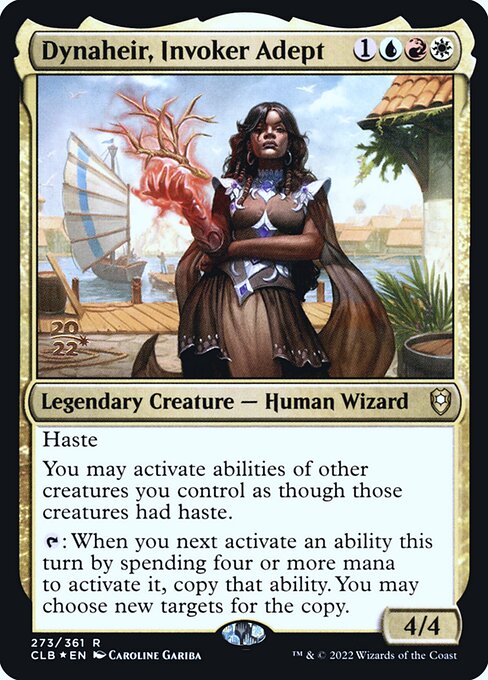 Dynaheir, Invoker Adept 1
20
22
Legendary Creature — Human Wizard
Haste
You may activate abilities of other
creatures you control as though those
creatures had haste.
: When you next activate an ability this
turn by spending four or more mana
to activate it, copy that ability. You may
choose new targets for the copy.
4/4
273/361 R
CLB ★ EN Caroline Gariba
™ & © 2022 Wizards of the Coast